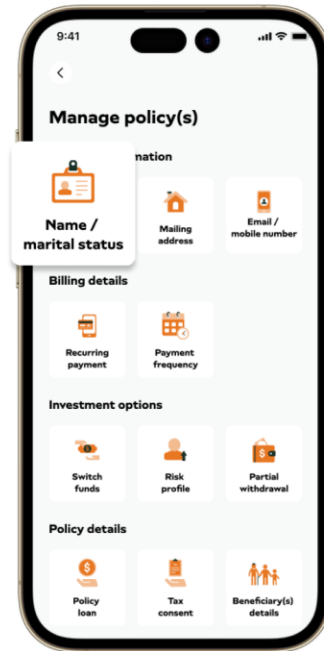 9:41
Manage policy(s)
mation
Name /
marital status
Mailing
address
Email /
mobile number
Billing details
Recurring
payment
Payment
frequency
Investment options
Switch
funds
Risk
profile
Partial
withdrawal
Policy details
Policy
loan
Tax
consent
Beneficiary(s)
details